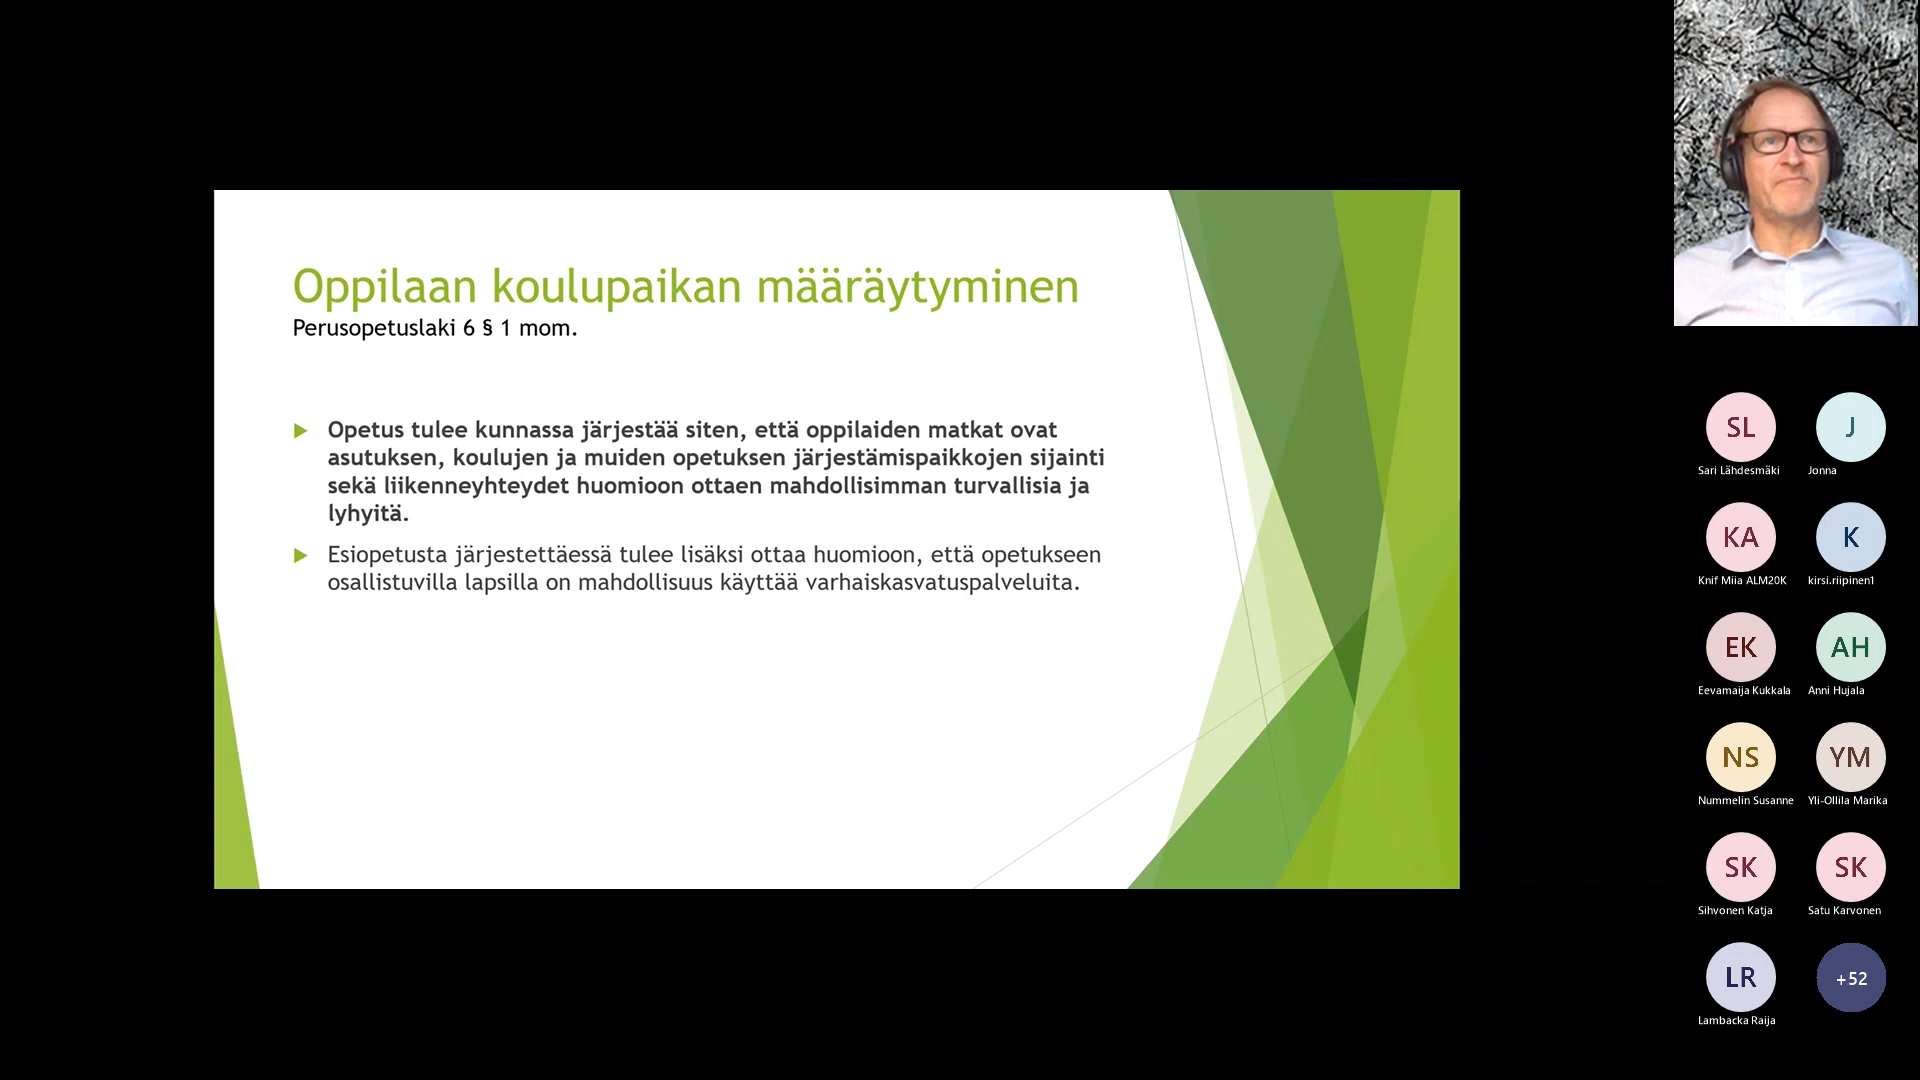 Oppilaan koulupaikan määräytyminen
Perusopetuslaki 6 § 1 mom.
Opetus tulee kunnassa järjestää siten, että oppilaiden matkat ovat
asutuksen, koulujen ja muiden opetuksen järjestämispaikkojen sijainti
sekä liikenneyhteydet huomioon ottaen mahdollisimman turvallisia ja
lyhyitä.
Esiopetusta järjestettäessä tulee lisäksi ottaa huomioon, että opetukseen
osallistuvilla lapsilla on mahdollisuus käyttää varhaiskasvatuspalveluita.
SL
Sari Lähdesmäki
J
Jonna
KA
Knif Miia ALM20K
K
kirsi.riipinen1
EK
Eevamaija Kukkala
AH
Anni Hujala
NS
Nummelin Susanne
YM
Yli-Ollila Marika
SK
Sihvonen Katja
SK
Satu Karvonen
LR
Lambacka Raija
+52